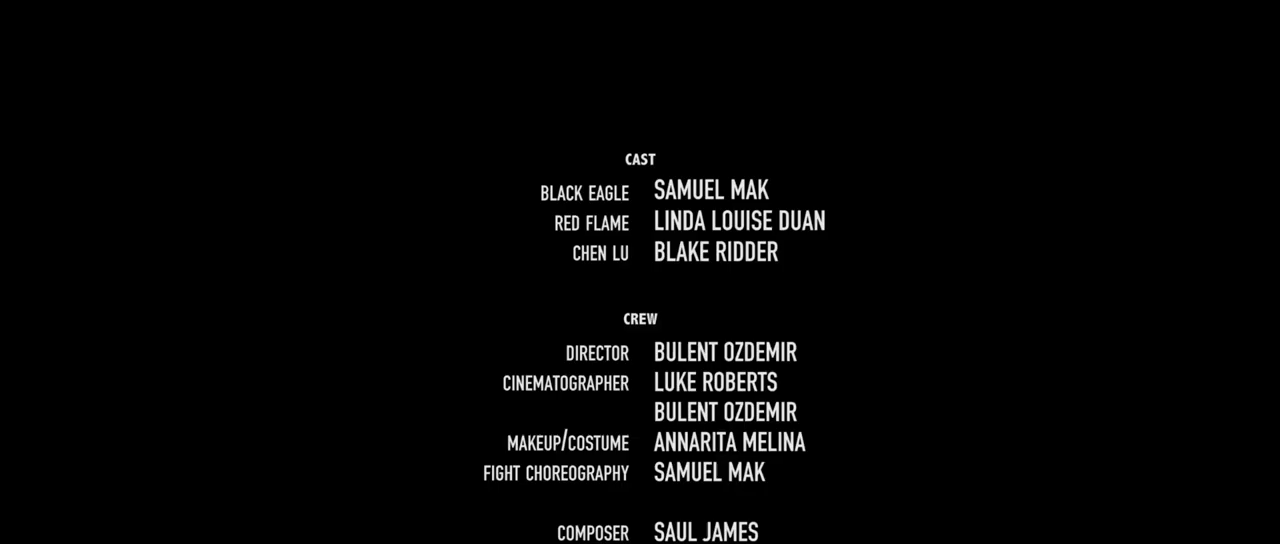 CAST
BLACK EAGLE SAMUEL MAK
RED FLAME LINDA LOUISE DUAN
CHEN LU BLAKE RIDDER
CREW
DIRECTOR BULENT OZDEMIR
CINEMATOGRAPHER LUKE ROBERTS
BULENT OZDEMIR
MAKEUP/COSTUME ANNARITA MELINA
FIGHT CHOREOGRAPHY SAMUEL MAK
COMPOSER SAUL JAMES